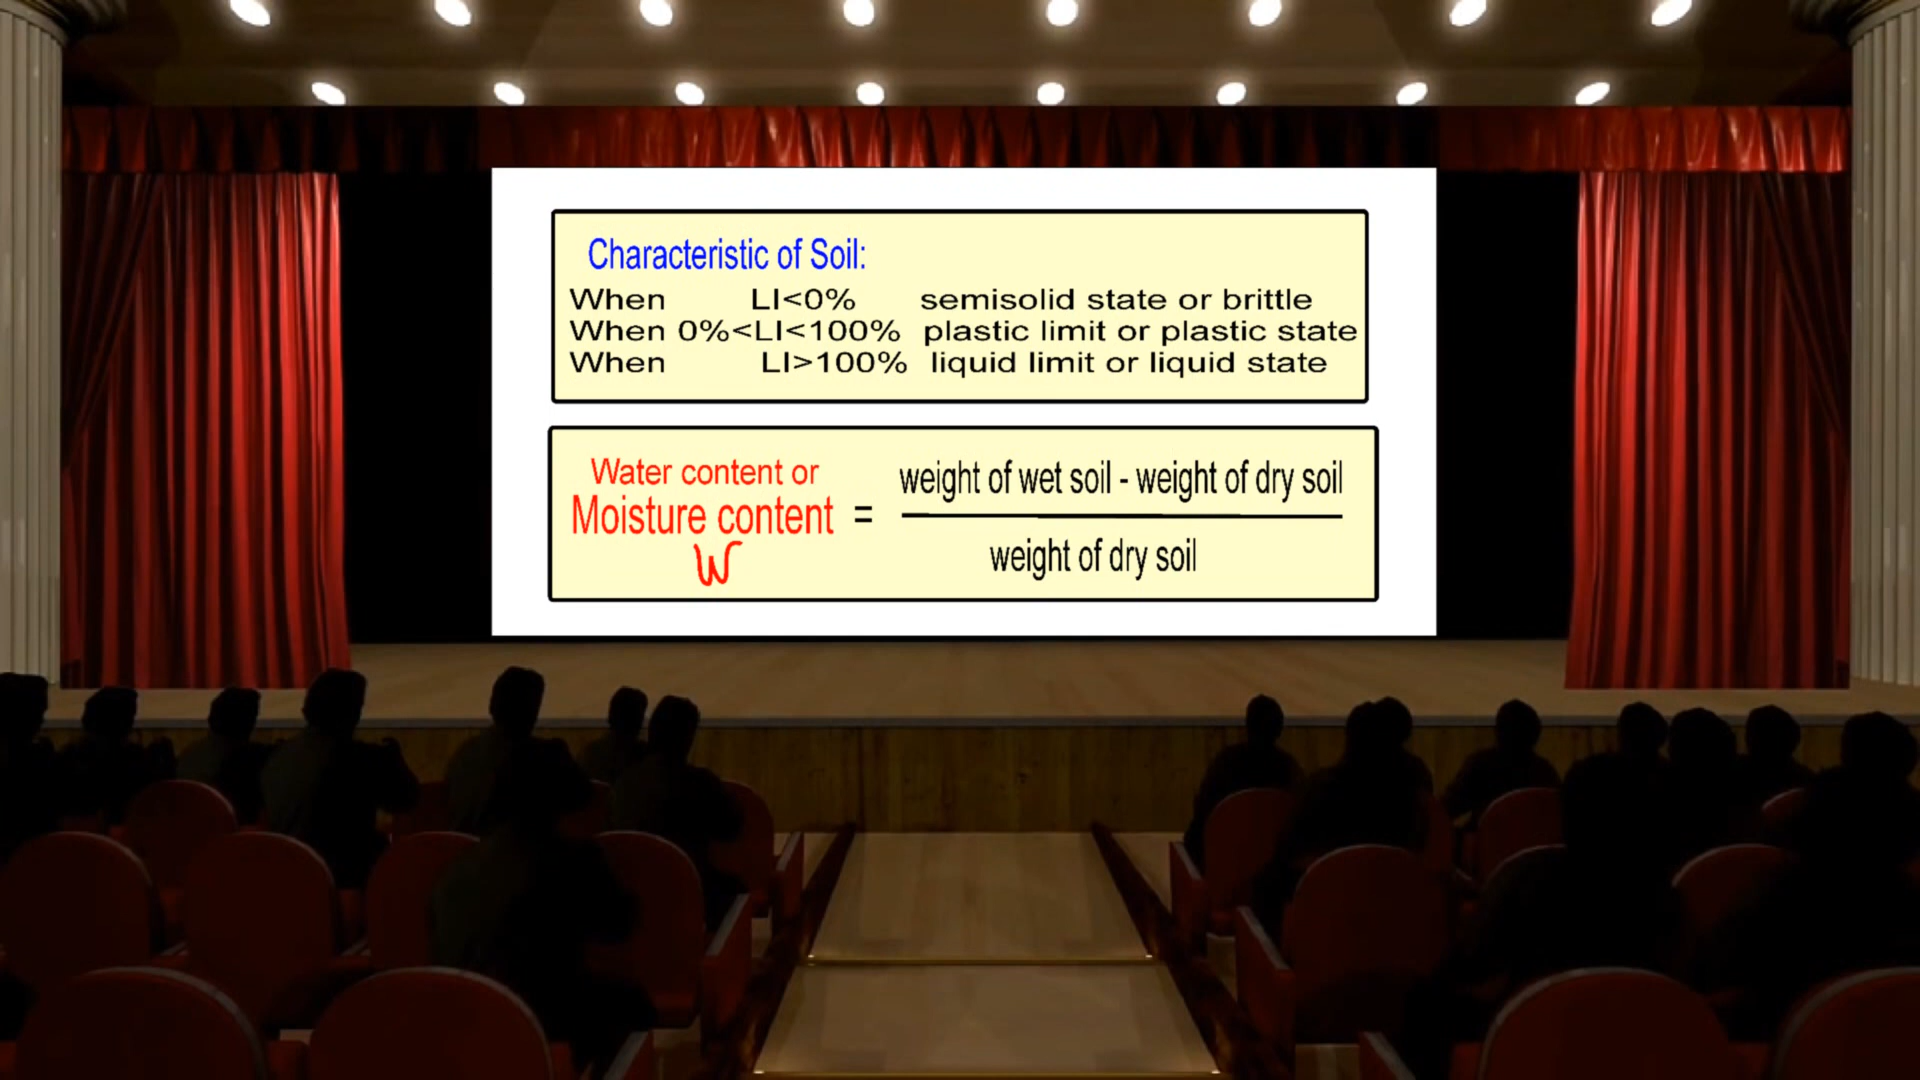 Characteristic of Soil:
When LI<0% semisolid state or brittle
When 0%<LI<100% plastic limit or plastic state
When LI>100% liquid limit or liquid state
Water content or
Moisture content = weight of wet soil - weight of dry soil
weight of dry soil
W